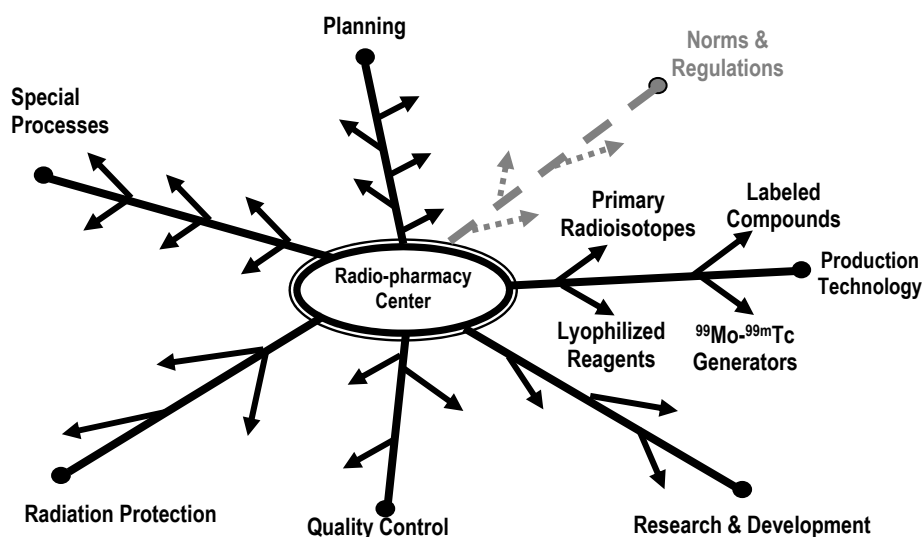 Planning
Norms &
Regulations
Special
Processes
Primary
Radioisotopes
Labeled
Compounds
Radio-pharmacy
Center
Production
Technology
Lyophilized
Reagents
⁹⁹Mo-⁹⁹ᵐTc
Generators
Radiation Protection
Quality Control
Research & Development